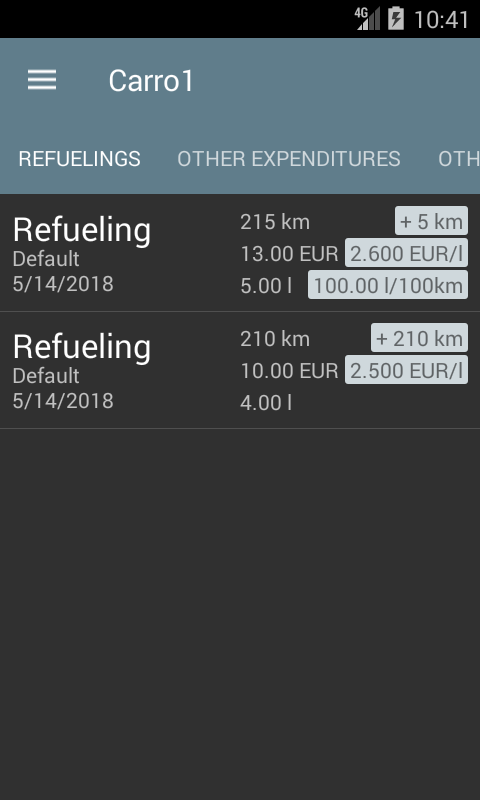 4G 10:41
Carro1
REFUELINGS OTHER EXPENDITURES OTH
Refueling
Default
5/14/2018
215 km + 5 km
13.00 EUR 2.600 EUR/l
5.00 l 100.00 l/100km
Refueling
Default
5/14/2018
210 km + 210 km
10.00 EUR 2.500 EUR/l
4.00 l